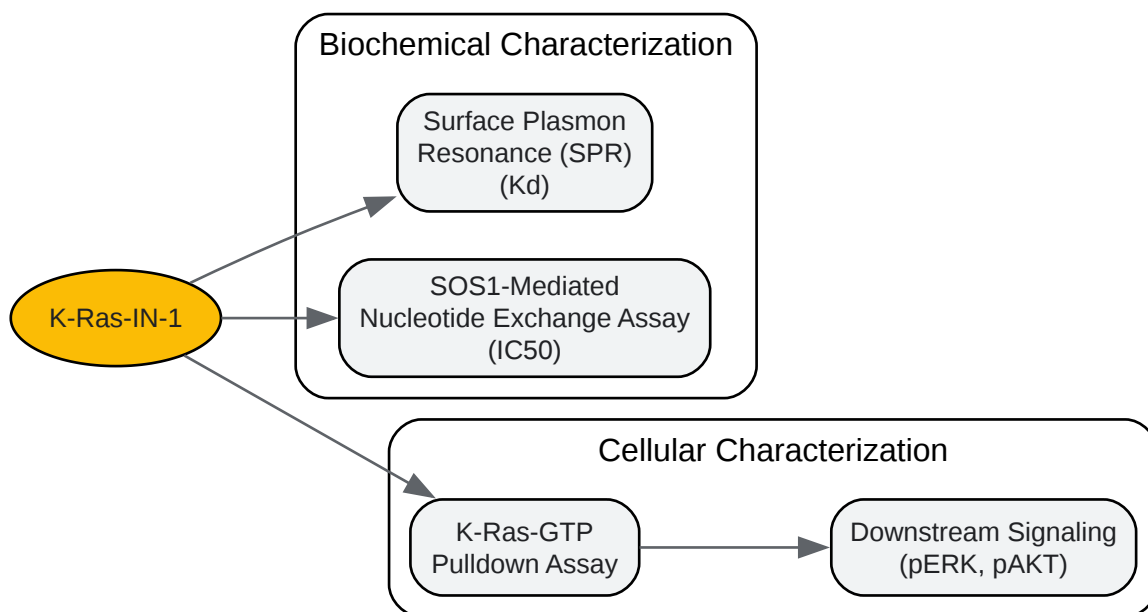 Biochemical Characterization
Surface Plasmon
Resonance (SPR)
(Kd)
K-Ras-IN-1
SOS1-Mediated
Nucleotide Exchange Assay
(IC50)
Cellular Characterization
K-Ras-GTP
Pulldown Assay
Downstream Signaling
(pERK, pAKT)